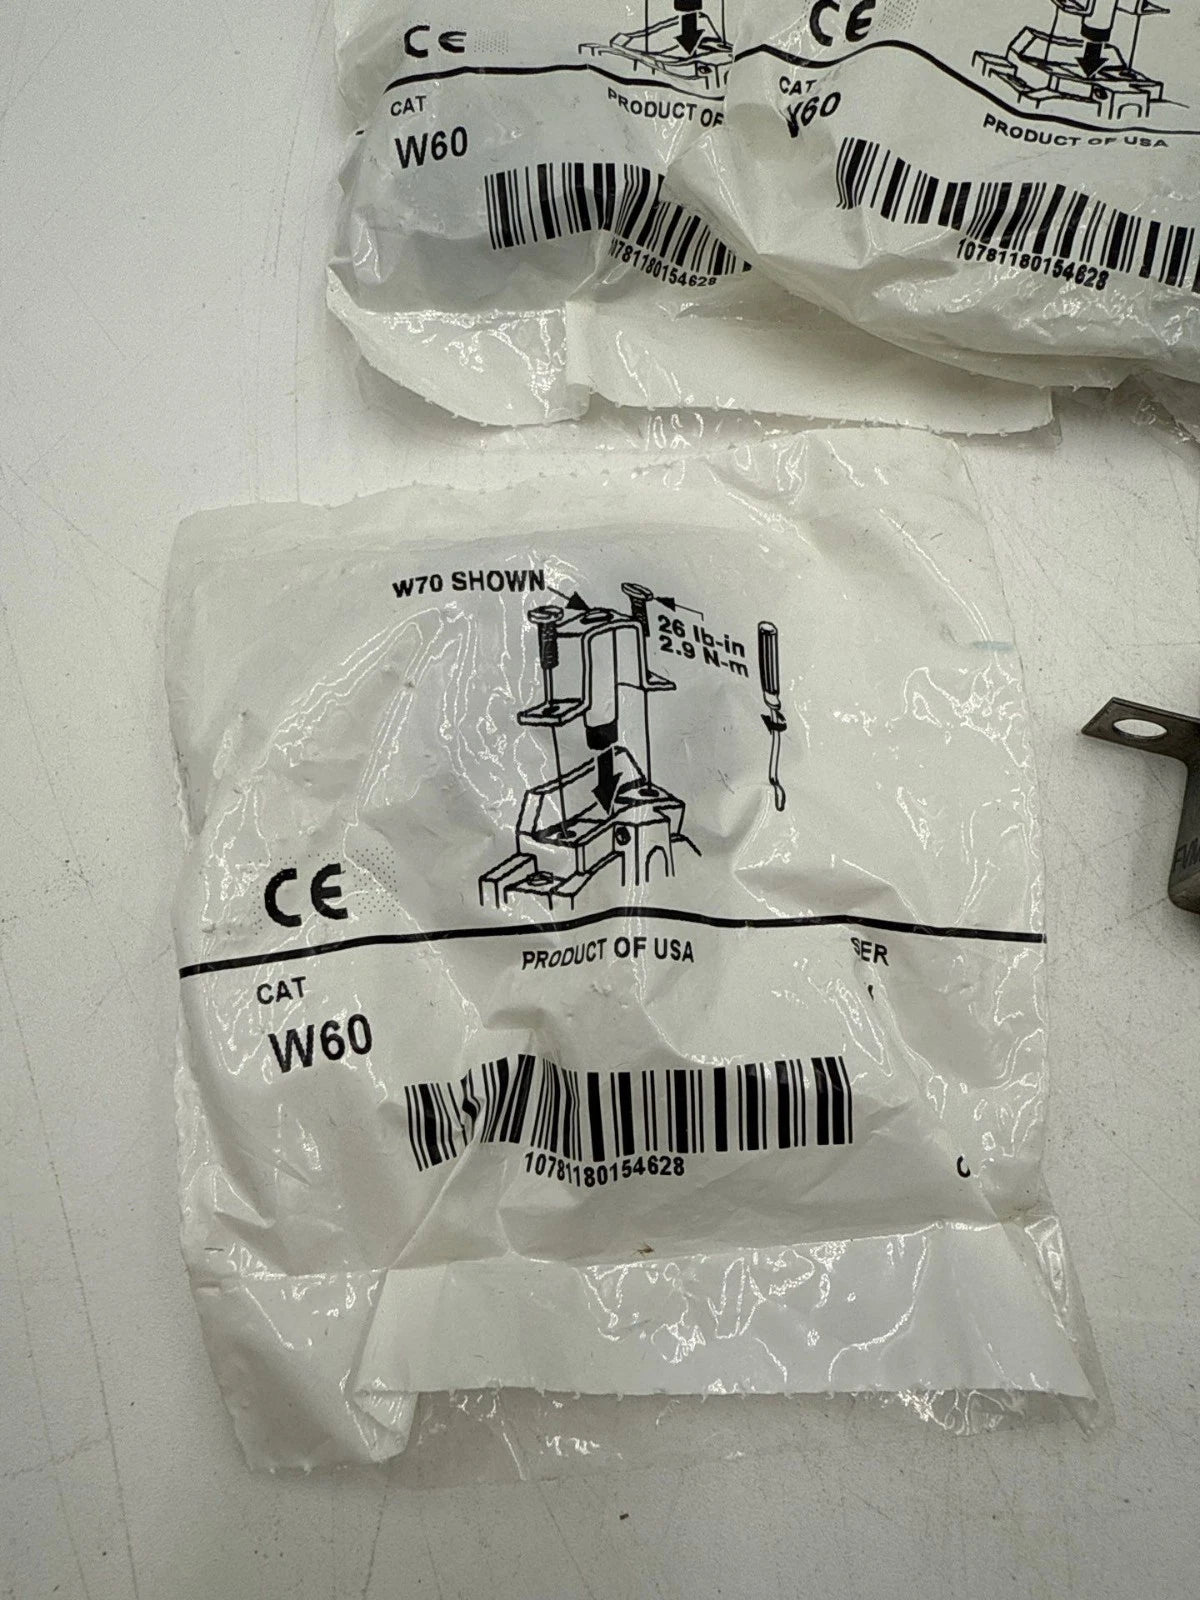 CE
CAT
W60
PRODUCT OF
10781180154628
CE
CAT
W60
PRODUCT OF USA
10781180154628
W70 SHOWN
26 lb-in
2.9 N-m
CE
PRODUCT OF USA
SER
CAT
W60
10781180154628